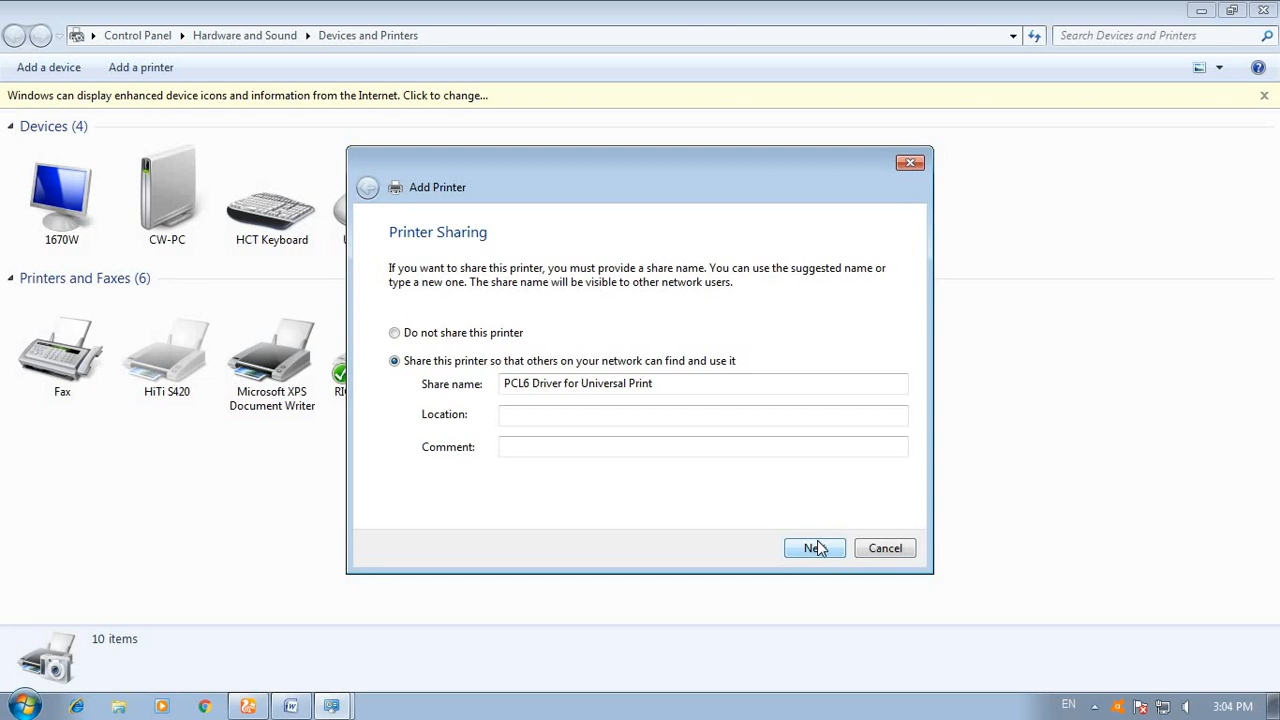 Control Panel Hardware and Sound Devices and Printers Search Devices and Printers
Add a device Add a printer
Windows can display enhanced device icons and information from the Internet. Click to change...
Devices (4)
1670W CW-PC HCT Keyboard
Printers and Faxes (6)
Fax HiTi S420 Microsoft XPS
Document Writer
Add Printer
Printer Sharing
If you want to share this printer, you must provide a share name. You can use the suggested name or
type a new one. The share name will be visible to other network users.
Do not share this printer
Share this printer so that others on your network can find and use it
Share name: PCL6 Driver for Universal Print
Location:
Comment:
Cancel
10 items
EN 3:04 PM